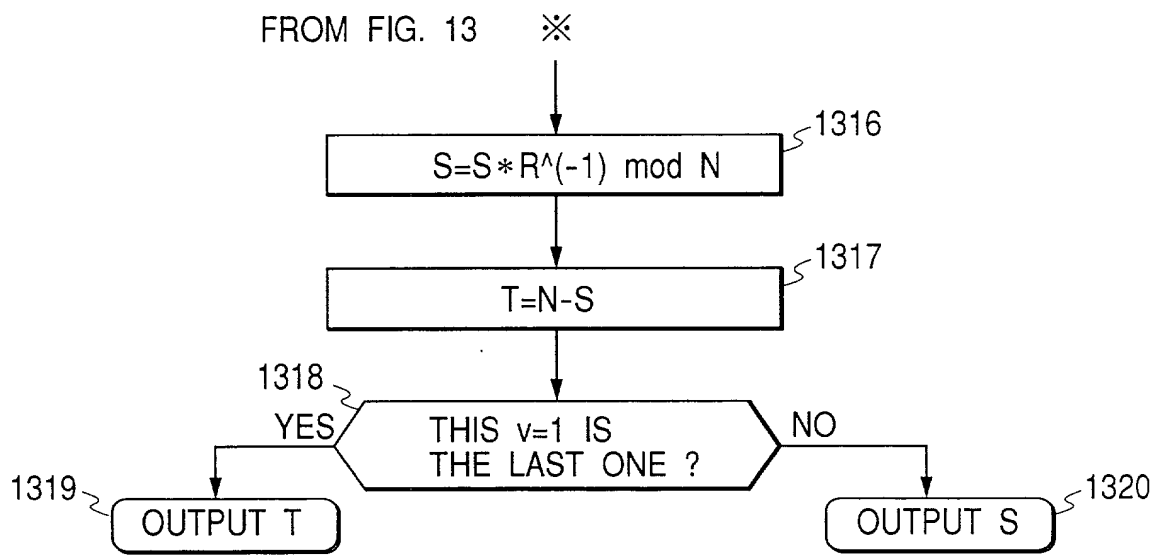 FROM FIG. 13 ※
1316
S=S*R^(-1) mod N
1317
T=N-S
1318
YES
THIS v=1 IS
THE LAST ONE ?
NO
1319
OUTPUT T
1320
OUTPUT S